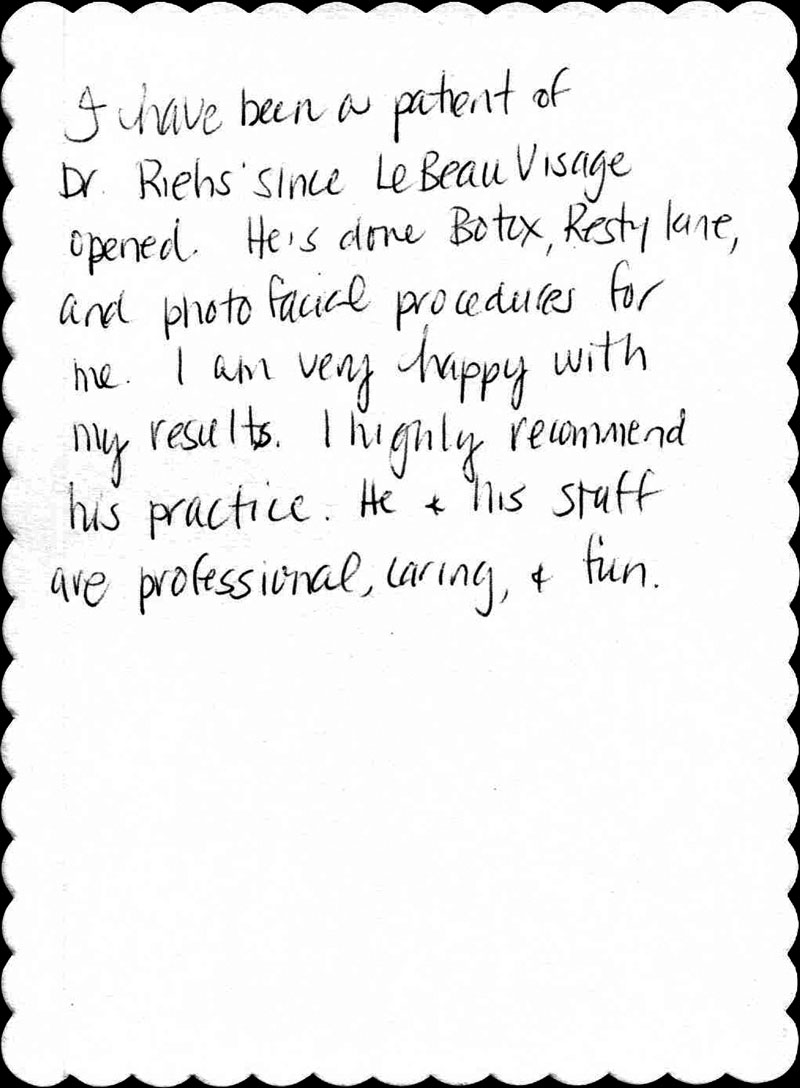 I have been a patient of
Dr. Riehs' since Le Beau Visage
opened. He's done Botox, Restylane,
and photo facial procedures for
me. I am very happy with
my results. I highly recommend
his practice. He & his staff
are professional, caring, & fun.